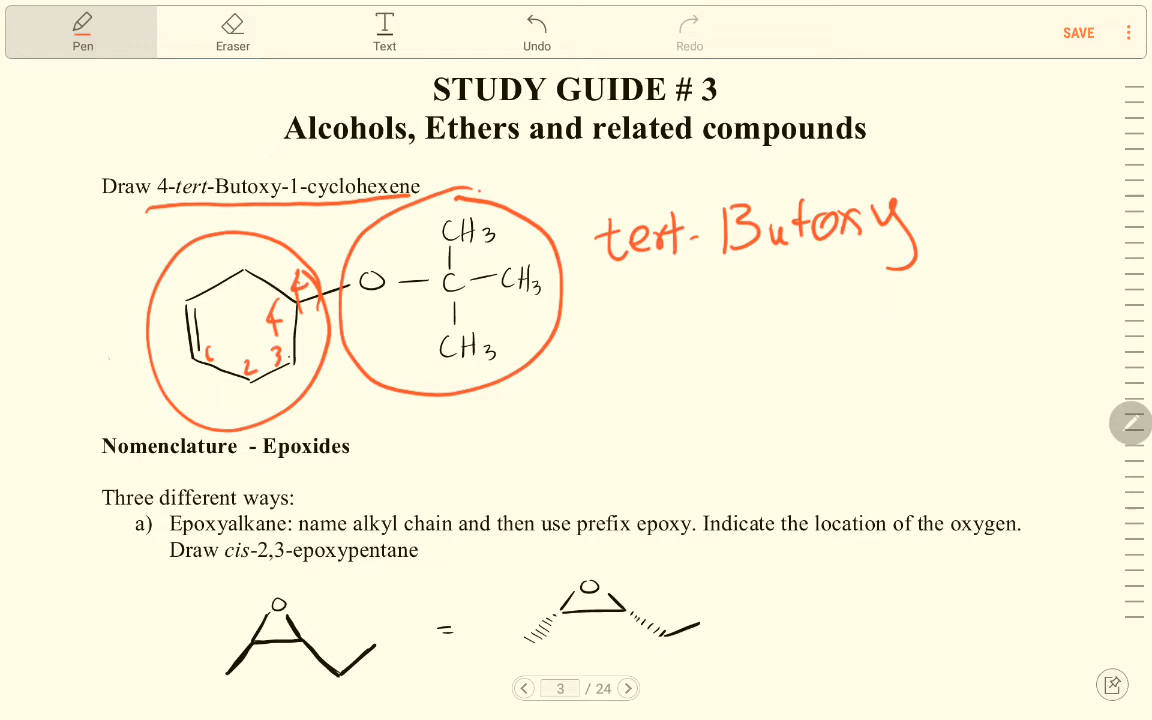 Pen Eraser Text Undo Redo SAVE
STUDY GUIDE # 3
Alcohols, Ethers and related compounds
Draw 4-tert-Butoxy-1-cyclohexene
tert-Butoxy
CH3
O — C — CH3
4
1 2 3
CH3
Nomenclature - Epoxides
Three different ways:
a) Epoxyalkane: name alkyl chain and then use prefix epoxy. Indicate the location of the oxygen.
Draw cis-2,3-epoxypentane
O = O
3 / 24